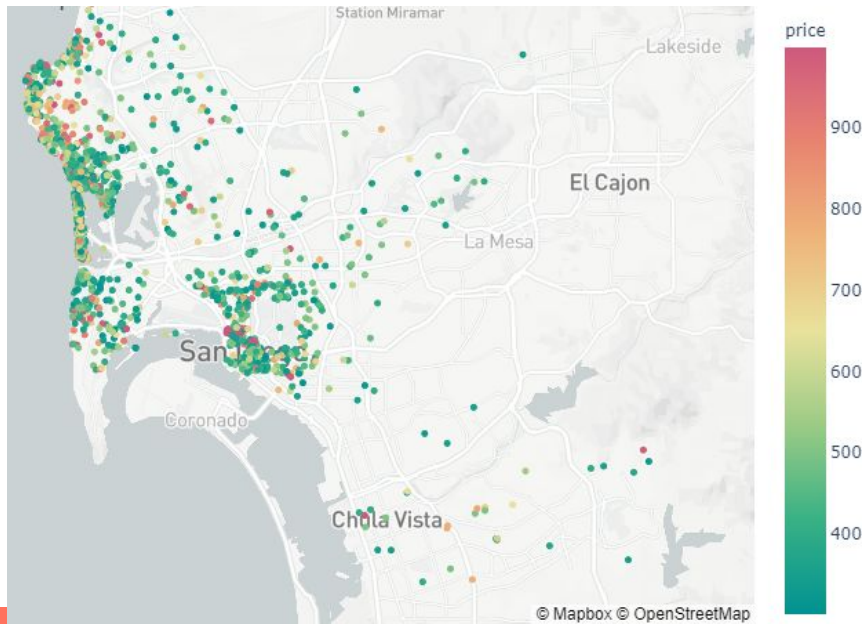 Station Miramar
Lakeside
El Cajon
La Mesa
San
Coronado
Chula Vista
© Mapbox © OpenStreetMap
price
900
800
700
600
500
400